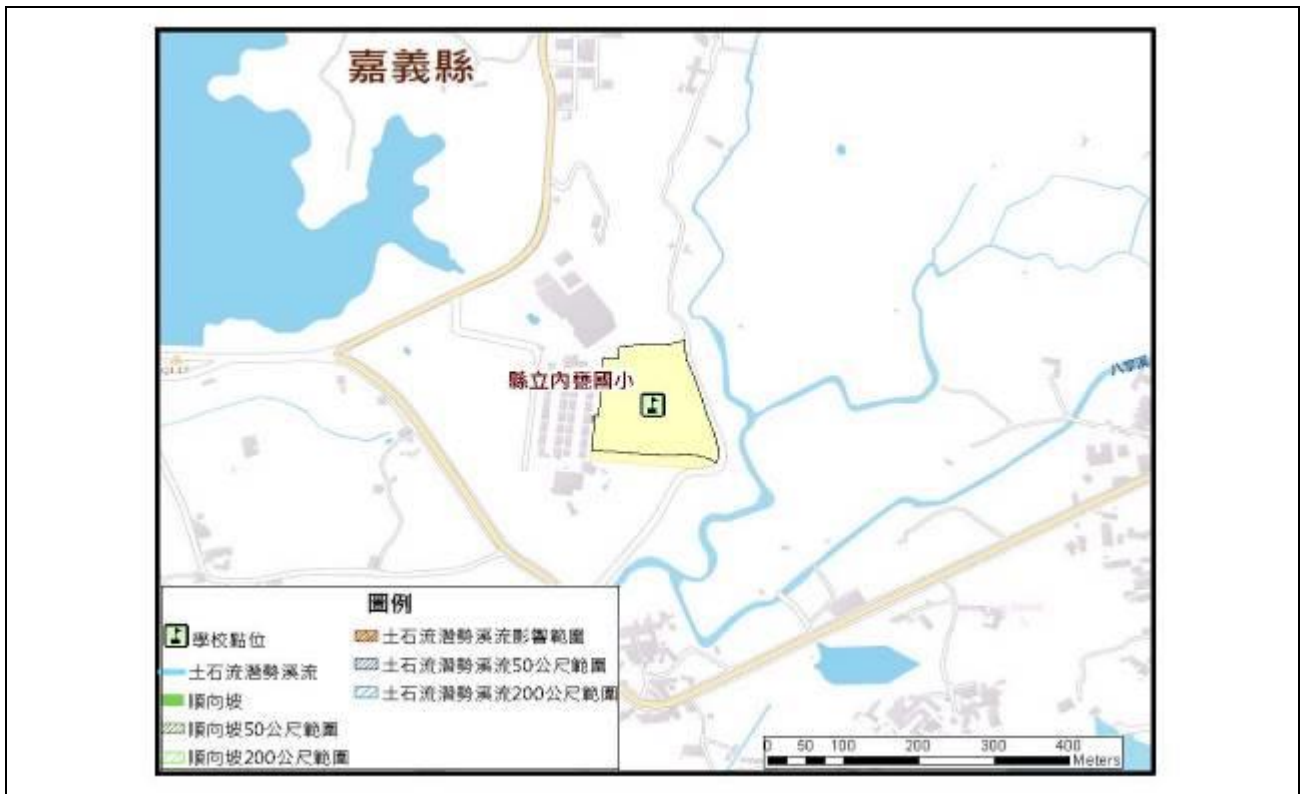 嘉義縣
縣立內甕國小
圖例
學校點位
土石流潛勢溪流
順向坡
順向坡50公尺範圍
順向坡200公尺範圍
土石流潛勢溪流影響範圍
土石流潛勢溪流50公尺範圍
土石流潛勢溪流200公尺範圍
0 50 100 200 300 400
Meters